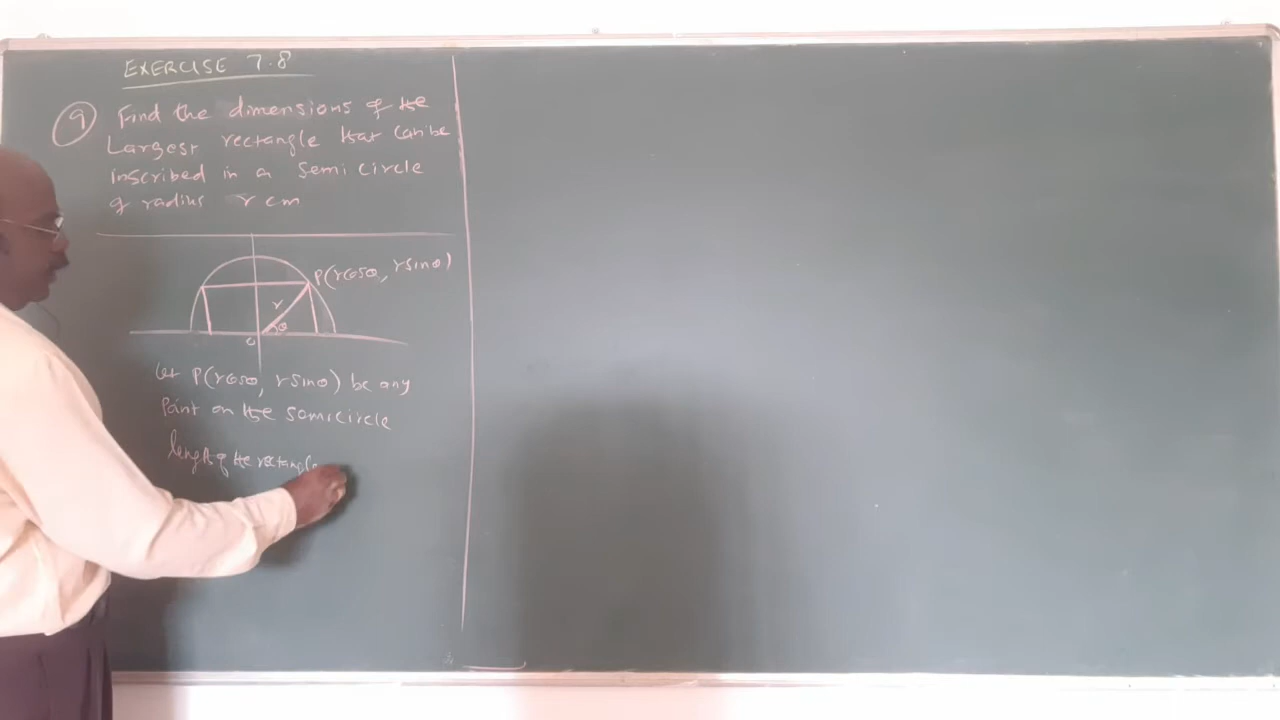 EXERCISE 7.8
9 Find the dimensions of the
Largest rectangle that can be
inscribed in a Semi circle
of radius r cm
P(rcosθ, rsinθ)
r
θ
O
Let P(rcosθ, rsinθ) be any
Point on the semicircle
length of the rectangle